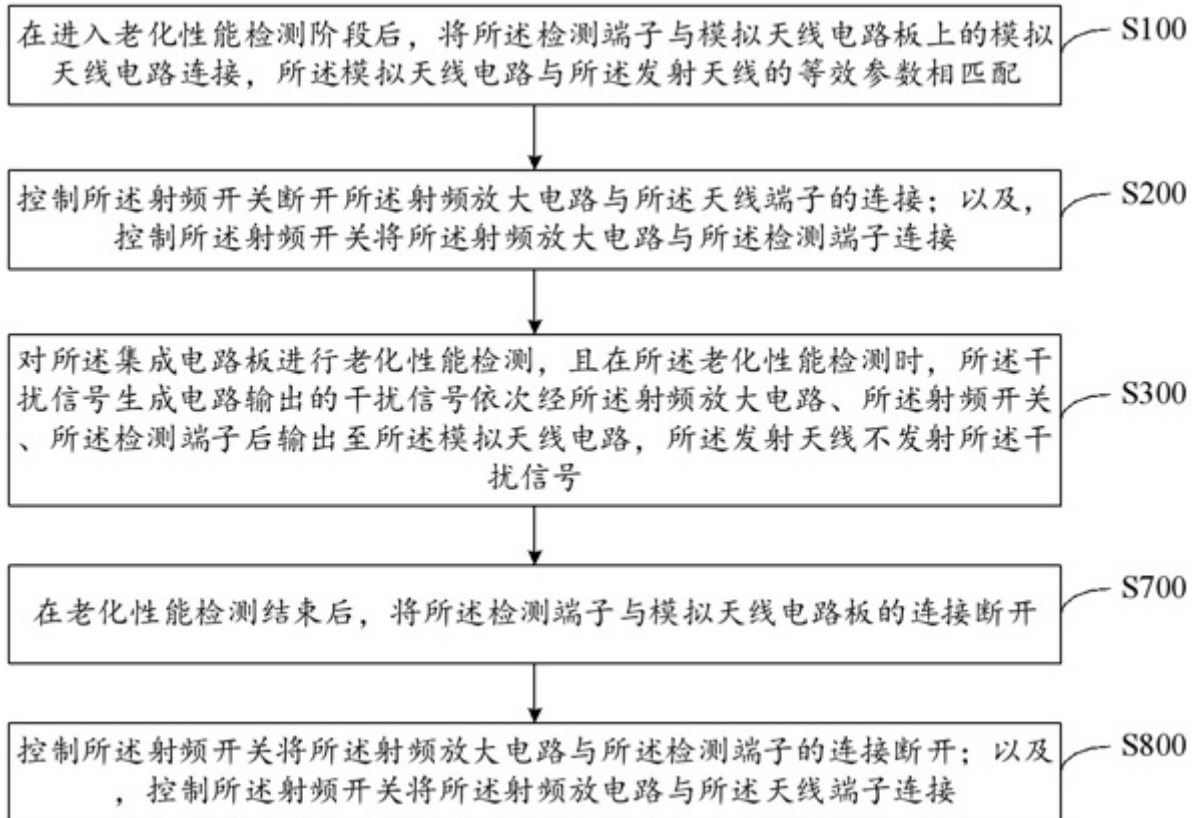 在进入老化性能检测阶段后，将所述检测端子与模拟天线电路板上的模拟
天线电路连接，所述模拟天线电路与所述发射天线的等效参数相匹配
S100
控制所述射频开关断开所述射频放大电路与所述天线端子的连接；以及，
控制所述射频开关将所述射频放大电路与所述检测端子连接
S200
对所述集成电路板进行老化性能检测，且在所述老化性能检测时，所述干
扰信号生成电路输出的干扰信号依次经所述射频放大电路、所述射频开关
、所述检测端子后输出至所述模拟天线电路，所述发射天线不发射所述干
扰信号
S300
在老化性能检测结束后，将所述检测端子与模拟天线电路板的连接断开
S700
控制所述射频开关将所述射频放大电路与所述检测端子的连接断开；以及
，控制所述射频开关将所述射频放电路与所述天线端子连接
S800